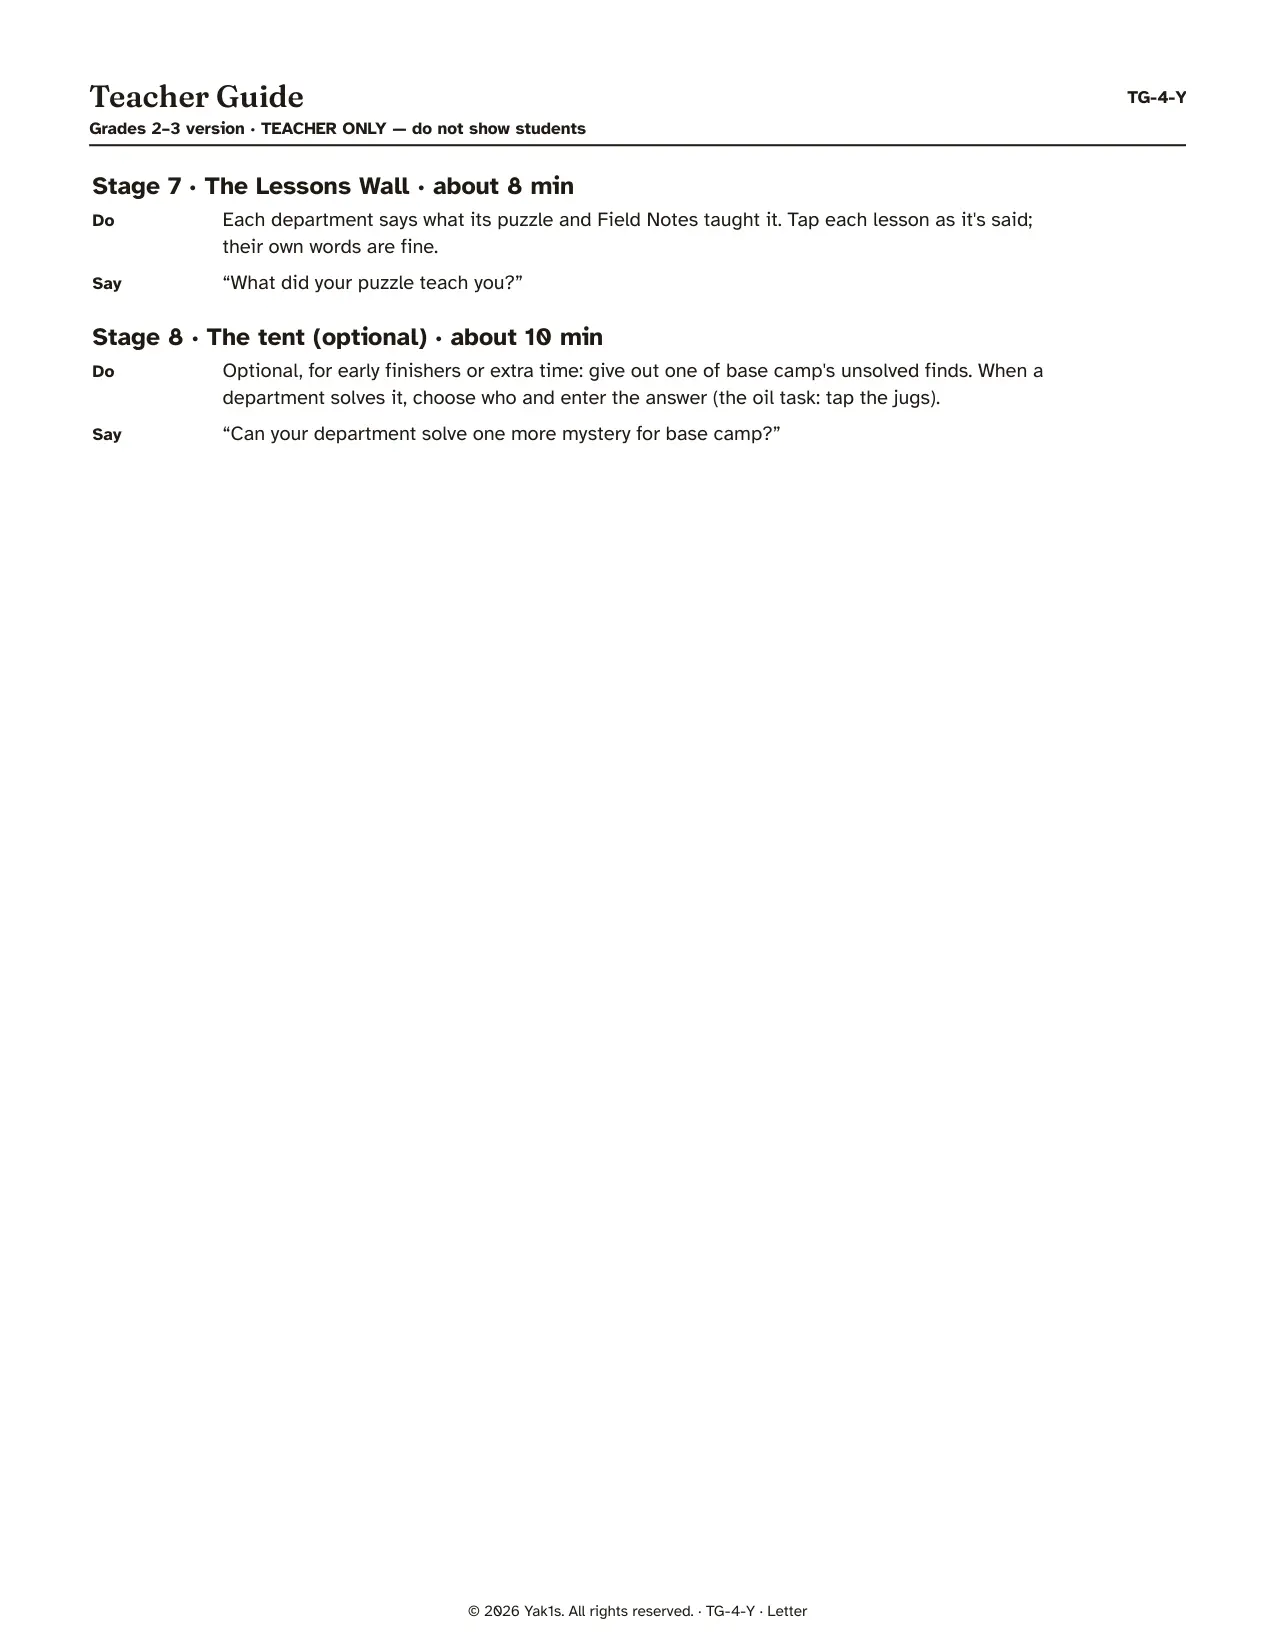 Teacher Guide
TG-4-Y
Grades 2–3 version · TEACHER ONLY — do not show students
Stage 7 · The Lessons Wall · about 8 min
Do Each department says what its puzzle and Field Notes taught it. Tap each lesson as it's said;
their own words are fine.
Say “What did your puzzle teach you?”
Stage 8 · The tent (optional) · about 10 min
Do Optional, for early finishers or extra time: give out one of base camp's unsolved finds. When a
department solves it, choose who and enter the answer (the oil task: tap the jugs).
Say “Can your department solve one more mystery for base camp?”
© 2026 Yak1s. All rights reserved. · TG-4-Y · Letter